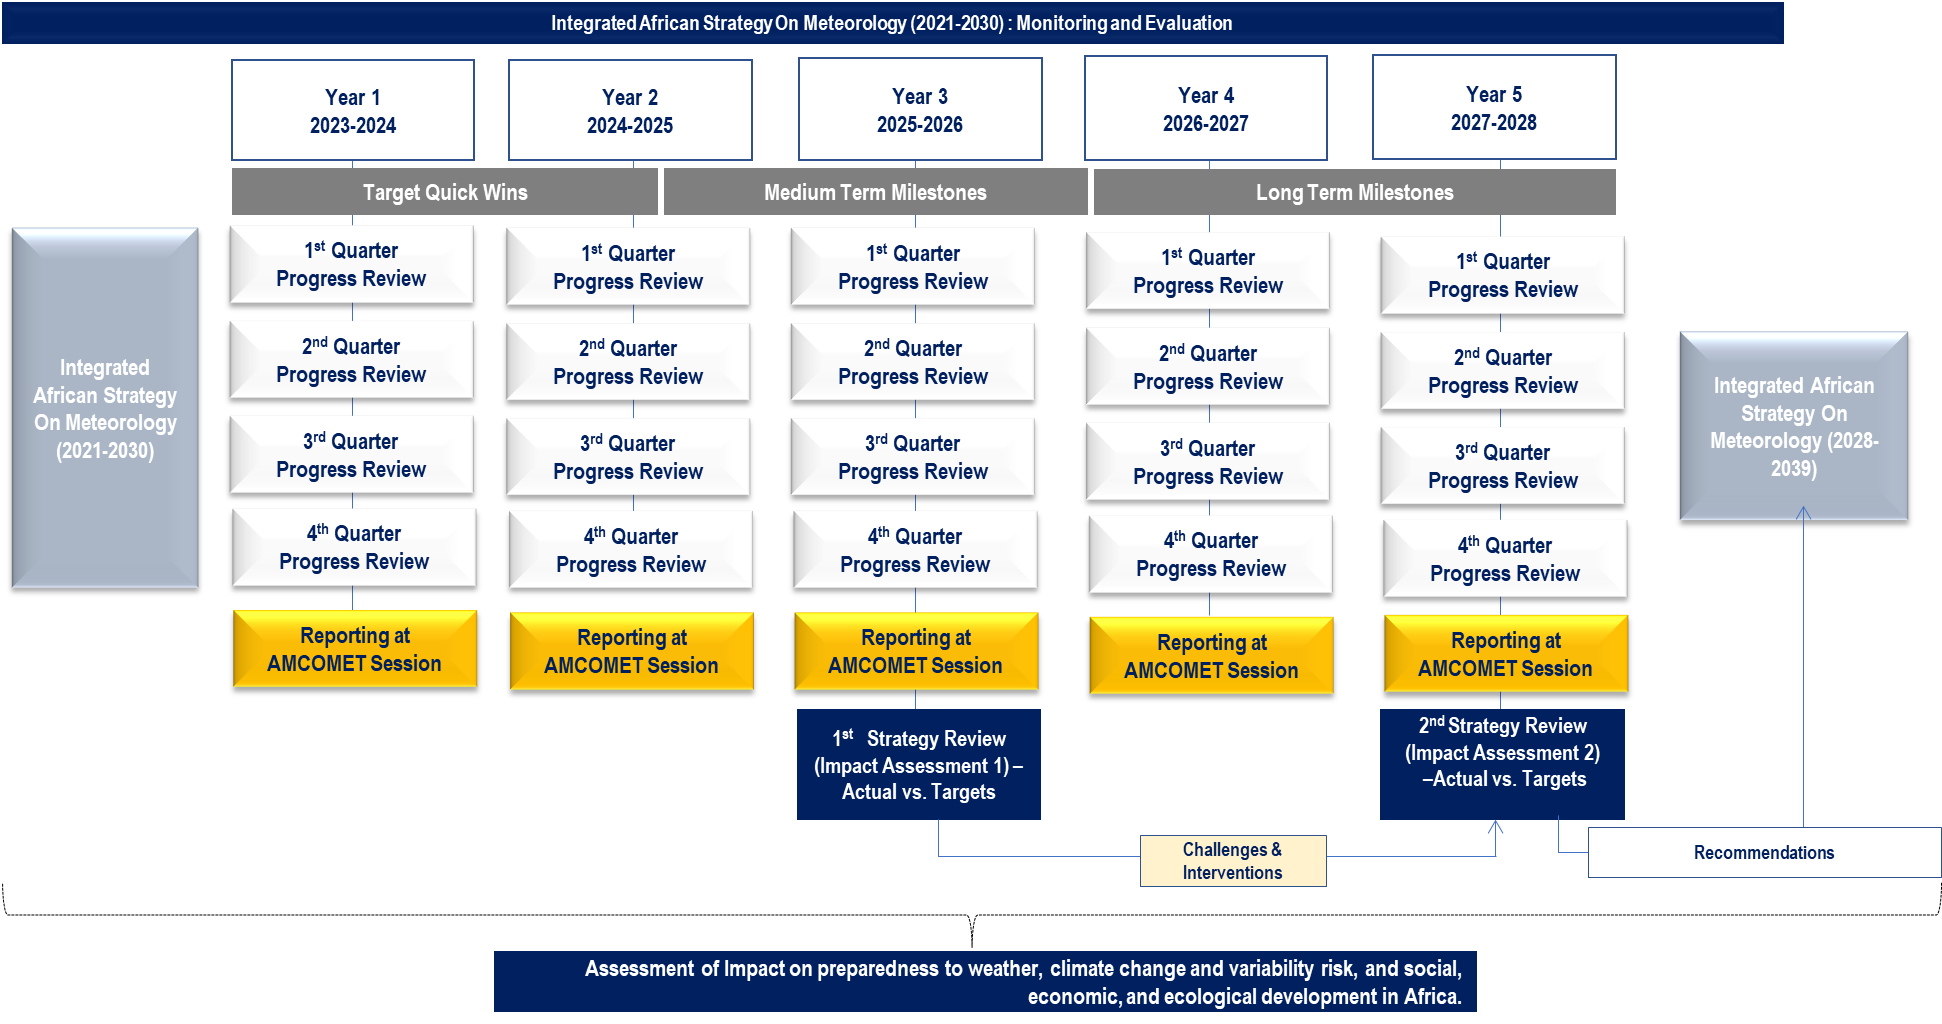 Integrated African Strategy On Meteorology (2021-2030) : Monitoring and Evaluation
Year 1
2023-2024
Year 2
2024-2025
Year 3
2025-2026
Year 4
2026-2027
Year 5
2027-2028
Target Quick Wins
Medium Term Milestones
Long Term Milestones
Integrated
African Strategy
On Meteorology
(2021-2030)
1st Quarter
Progress Review
2nd Quarter
Progress Review
3rd Quarter
Progress Review
4th Quarter
Progress Review
Reporting at
AMCOMET Session
1st Quarter
Progress Review
2nd Quarter
Progress Review
3rd Quarter
Progress Review
4th Quarter
Progress Review
Reporting at
AMCOMET Session
1st Quarter
Progress Review
2nd Quarter
Progress Review
3rd Quarter
Progress Review
4th Quarter
Progress Review
Reporting at
AMCOMET Session
1st Strategy Review
(Impact Assessment 1) –
Actual vs. Targets
1st Quarter
Progress Review
2nd Quarter
Progress Review
3rd Quarter
Progress Review
4th Quarter
Progress Review
Reporting at
AMCOMET Session
1st Quarter
Progress Review
2nd Quarter
Progress Review
3rd Quarter
Progress Review
4th Quarter
Progress Review
Reporting at
AMCOMET Session
2nd Strategy Review
(Impact Assessment 2)
–Actual vs. Targets
Integrated African
Strategy On
Meteorology (2028-
2039)
Challenges &
Interventions
Recommendations
Assessment of Impact on preparedness to weather, climate change and variability risk, and social,
economic, and ecological development in Africa.